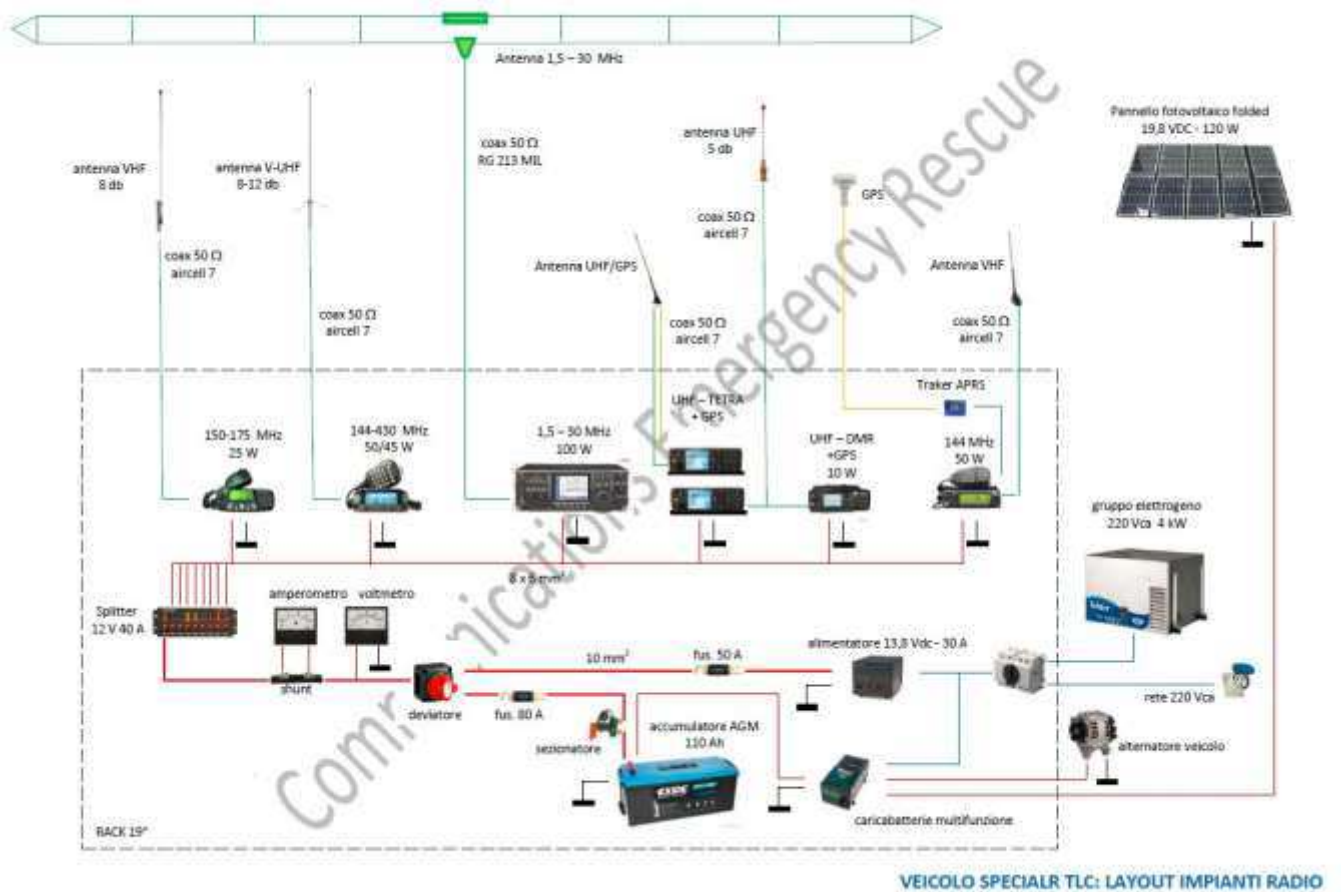 Antenna 1,5 – 30 MHz
Pannello fotovoltaico folded
19,8 VDC - 120 W
antenna VHF
8 db
antenna V-UHF
8-12 db
coax 50 Ω
RG 213 MIL
antenna UHF
5 db
GPS
coax 50 Ω
aircell 7
coax 50 Ω
aircell 7
Antenna UHF/GPS
Antenna VHF
coax 50 Ω
aircell 7
coax 50 Ω
aircell 7
coax 50 Ω
aircell 7
Traker APRS
150-175 MHz
25 W
144-430 MHz
50/45 W
1,5 – 30 MHz
100 W
UHF – TETRA
+ GPS
UHF – DMR
+GPS
10 W
144 MHz
50 W
gruppo elettrogeno
220 Vca 4 kW
8 x 6 mm²
Splitter
12 V 40 A
amperometro voltmetro
shunt
deviatore
10 mm²
fus. 50 A
fus. 80 A
alimentatore 13,8 Vdc – 30 A
rete 220 Vca
sezionatore
accumulatore AGM
110 Ah
EXIDE
alternatore veicolo
caricabatterie multifunzione
RACK 19"
Communications Emergency Rescue
VEICOLO SPECIALR TLC: LAYOUT IMPIANTI RADIO